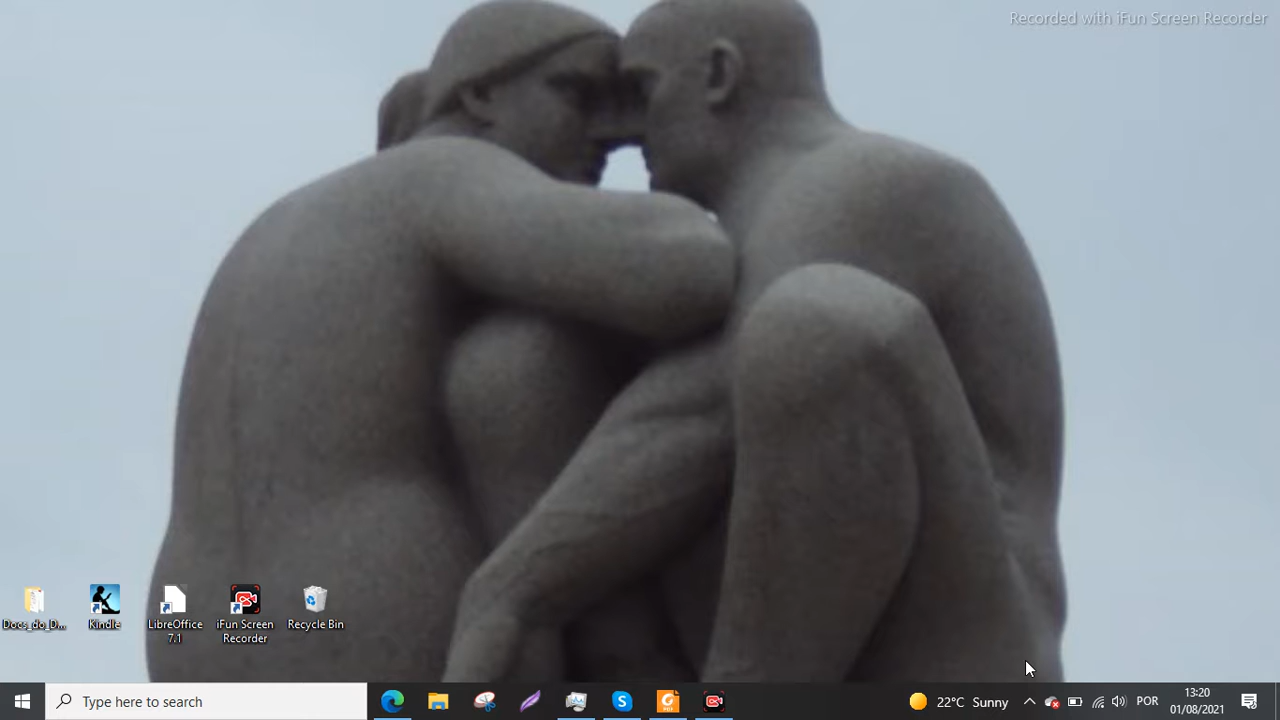 Recorded with iFun Screen Recorder
Docs_do_D...
Kindle
LibreOffice
7.1
iFun Screen
Recorder
Recycle Bin
Type here to search
22°C Sunny
POR
13:20
01/08/2021